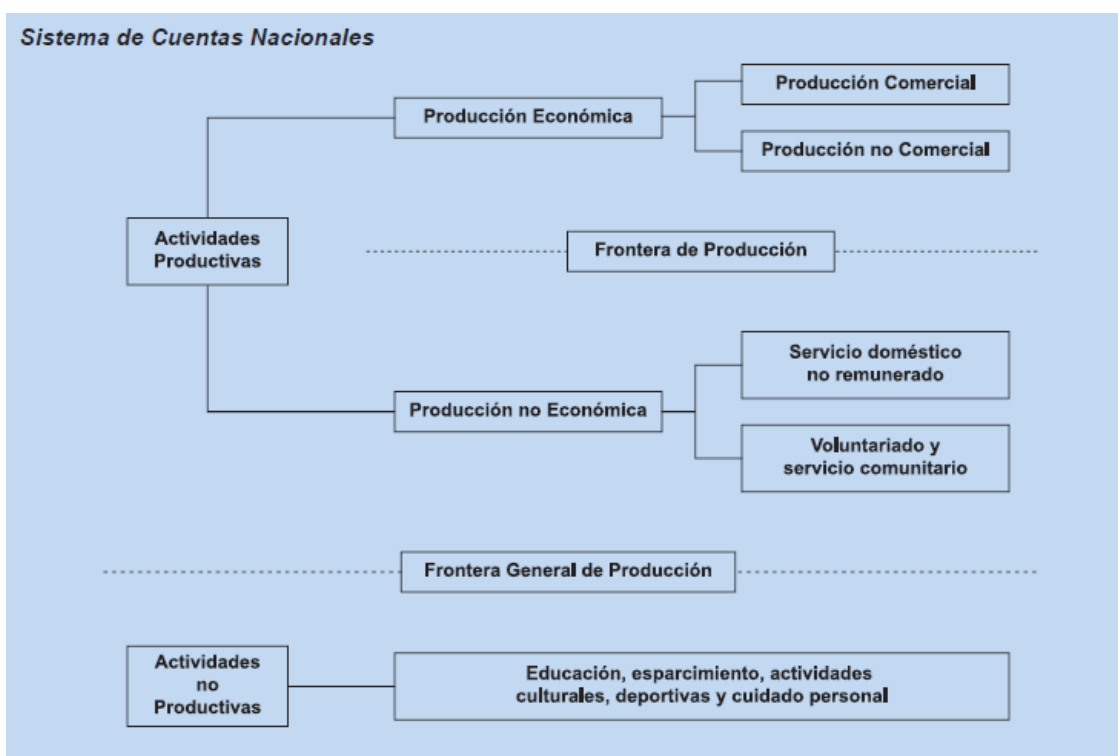 Sistema de Cuentas Nacionales
Producción Comercial
Producción Económica
Producción no Comercial
Actividades
Productivas
Frontera de Producción
Servicio doméstico
no remunerado
Producción no Económica
Voluntariado y
servicio comunitario
Frontera General de Producción
Actividades
no
Productivas
Educación, esparcimiento, actividades
culturales, deportivas y cuidado personal